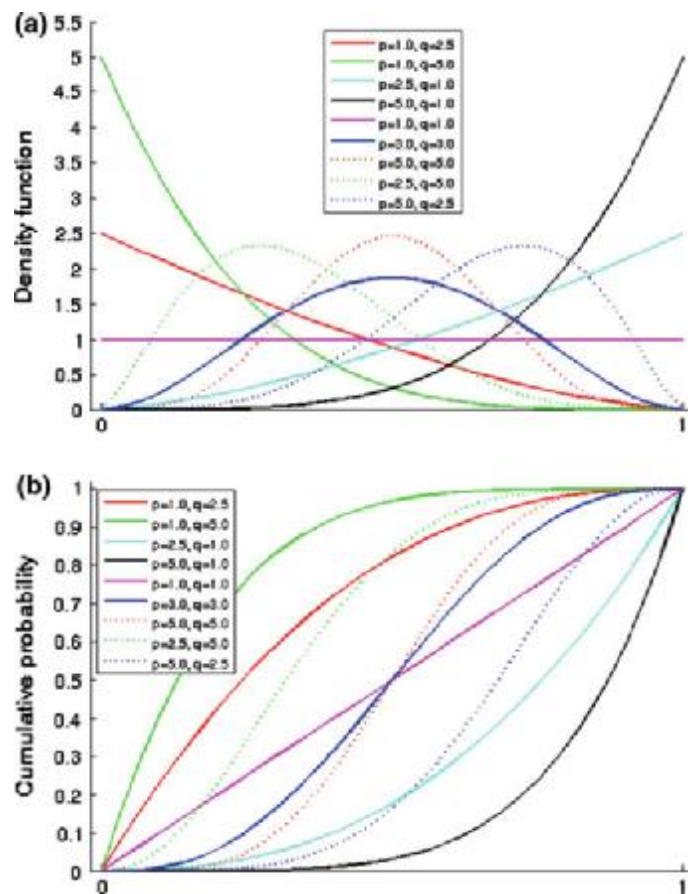 (a)
5.5
5
4.5
4
3.5
3
2.5
2
1.5
1
0.5
0
Density function
p=1.0, q=2.5
p=1.0, q=5.0
p=2.5, q=1.0
p=5.0, q=1.0
p=1.0, q=1.0
p=3.0, q=3.0
p=5.0, q=5.0
p=2.5, q=5.0
p=5.0, q=2.5
0
1
(b)
1
0.9
0.8
0.7
0.6
0.5
0.4
0.3
0.2
0.1
0
Cumulative probability
p=1.0, q=2.5
p=1.0, q=5.0
p=2.5, q=1.0
p=5.0, q=1.0
p=1.0, q=1.0
p=3.0, q=3.0
p=5.0, q=5.0
p=2.5, q=5.0
p=5.0, q=2.5
0
1